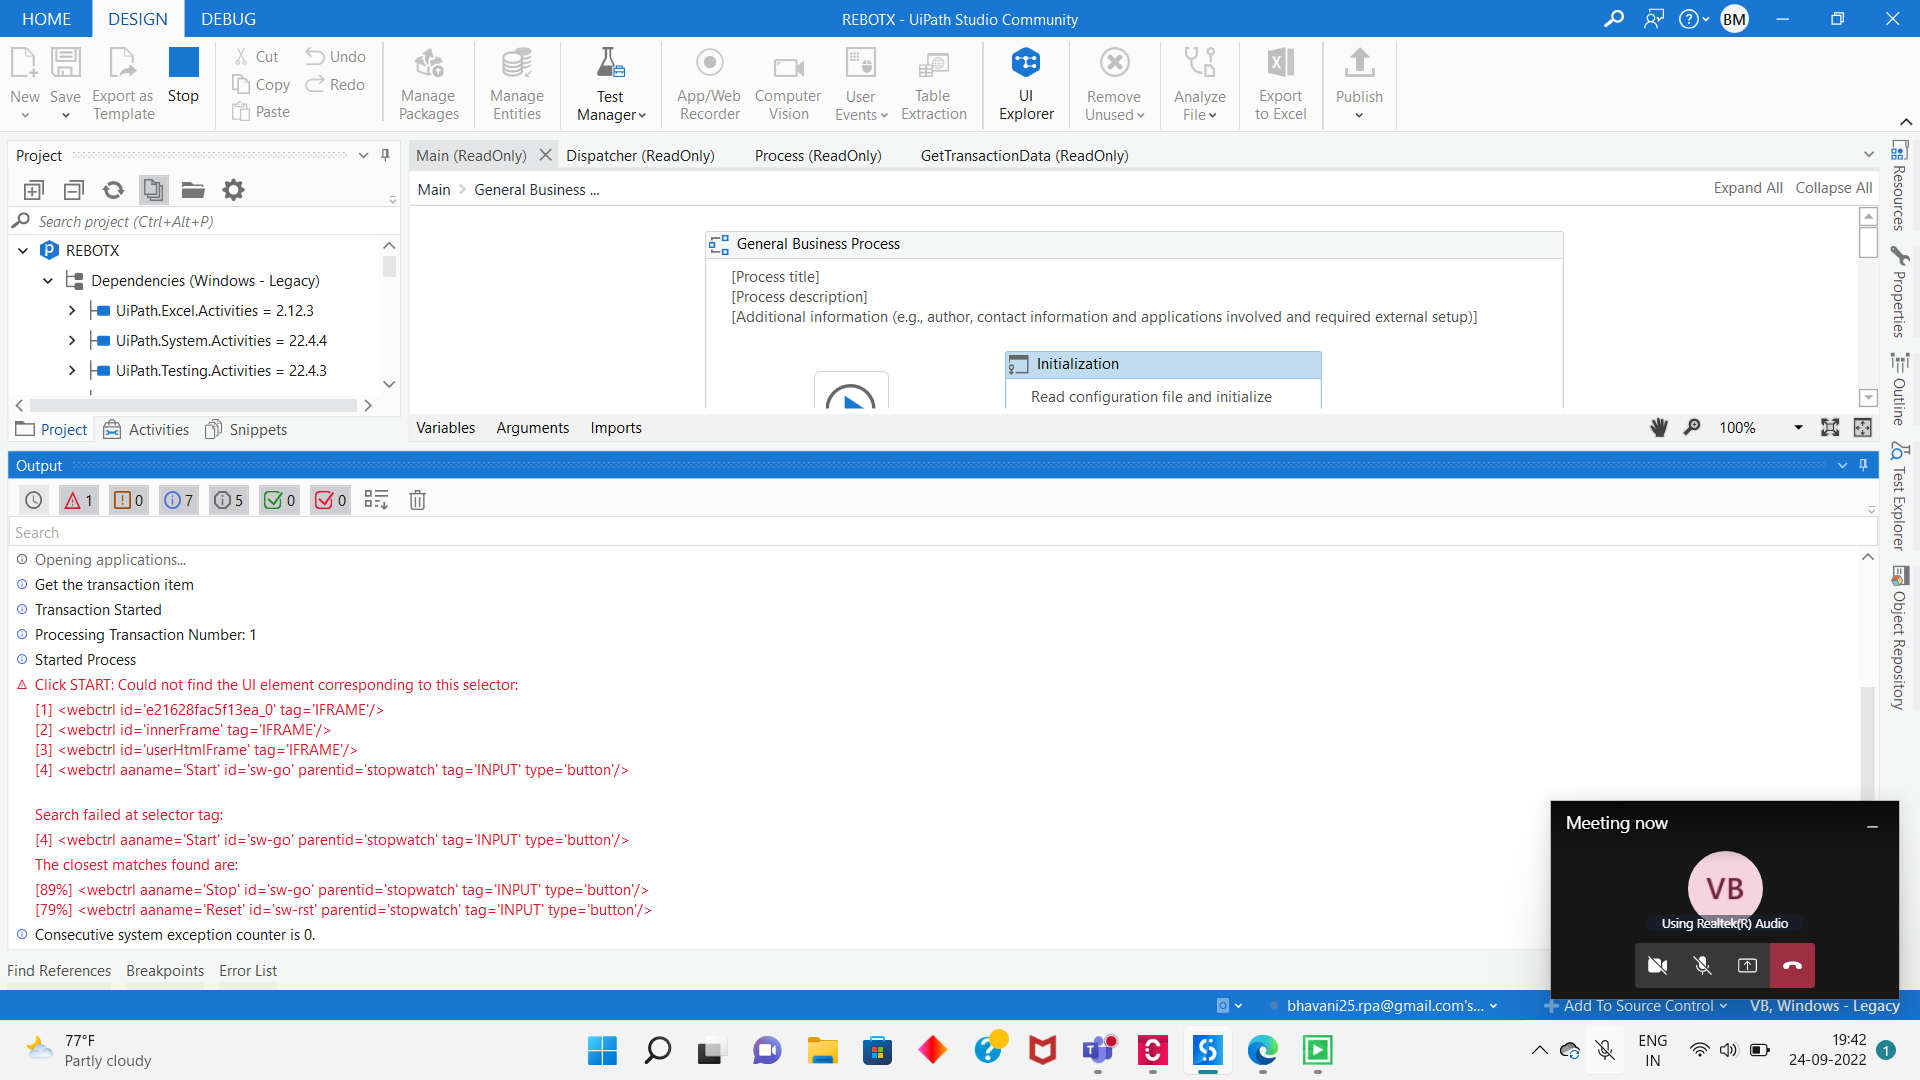 HOME DESIGN DEBUG REBOTX - UiPath Studio Community BM
New Save Export as Template Stop
Cut Undo
Copy Redo
Paste
Manage Packages
Manage Entities
Test Manager
App/Web Recorder
Computer Vision
User Events
Table Extraction
UI Explorer
Remove Unused
Analyze File
Export to Excel
Publish
Project
Search project (Ctrl+Alt+P)
REBOTX
Dependencies (Windows - Legacy)
UiPath.Excel.Activities = 2.12.3
UiPath.System.Activities = 22.4.4
UiPath.Testing.Activities = 22.4.3
Project Activities Snippets
Main (ReadOnly) Dispatcher (ReadOnly) Process (ReadOnly) GetTransactionData (ReadOnly)
Main > General Business ... Expand All Collapse All
General Business Process
[Process title]
[Process description]
[Additional information (e.g., author, contact information and applications involved and required external setup)]
Initialization
Read configuration file and initialize
Variables Arguments Imports 100%
Resources
Properties
Outline
Test Explorer
Object Repository
Output
1 0 7 5 0 0
Search
Opening applications...
Get the transaction item
Transaction Started
Processing Transaction Number: 1
Started Process
Click START: Could not find the UI element corresponding to this selector:
[1] <webctrl id='e21628fac5f13ea_0' tag='IFRAME'/>
[2] <webctrl id='innerFrame' tag='IFRAME'/>
[3] <webctrl id='userHtmlFrame' tag='IFRAME'/>
[4] <webctrl aaname='Start' id='sw-go' parentid='stopwatch' tag='INPUT' type='button'/>
Search failed at selector tag:
[4] <webctrl aaname='Start' id='sw-go' parentid='stopwatch' tag='INPUT' type='button'/>
The closest matches found are:
[89%] <webctrl aaname='Stop' id='sw-go' parentid='stopwatch' tag='INPUT' type='button'/>
[79%] <webctrl aaname='Reset' id='sw-rst' parentid='stopwatch' tag='INPUT' type='button'/>
Consecutive system exception counter is 0.
Meeting now
VB
Using Realtek(R) Audio
Find References Breakpoints Error List
bhavani25.rpa@gmail.com's... Add To Source Control VB, Windows - Legacy
77°F
Partly cloudy
ENG
IN
19:42
24-09-2022
1